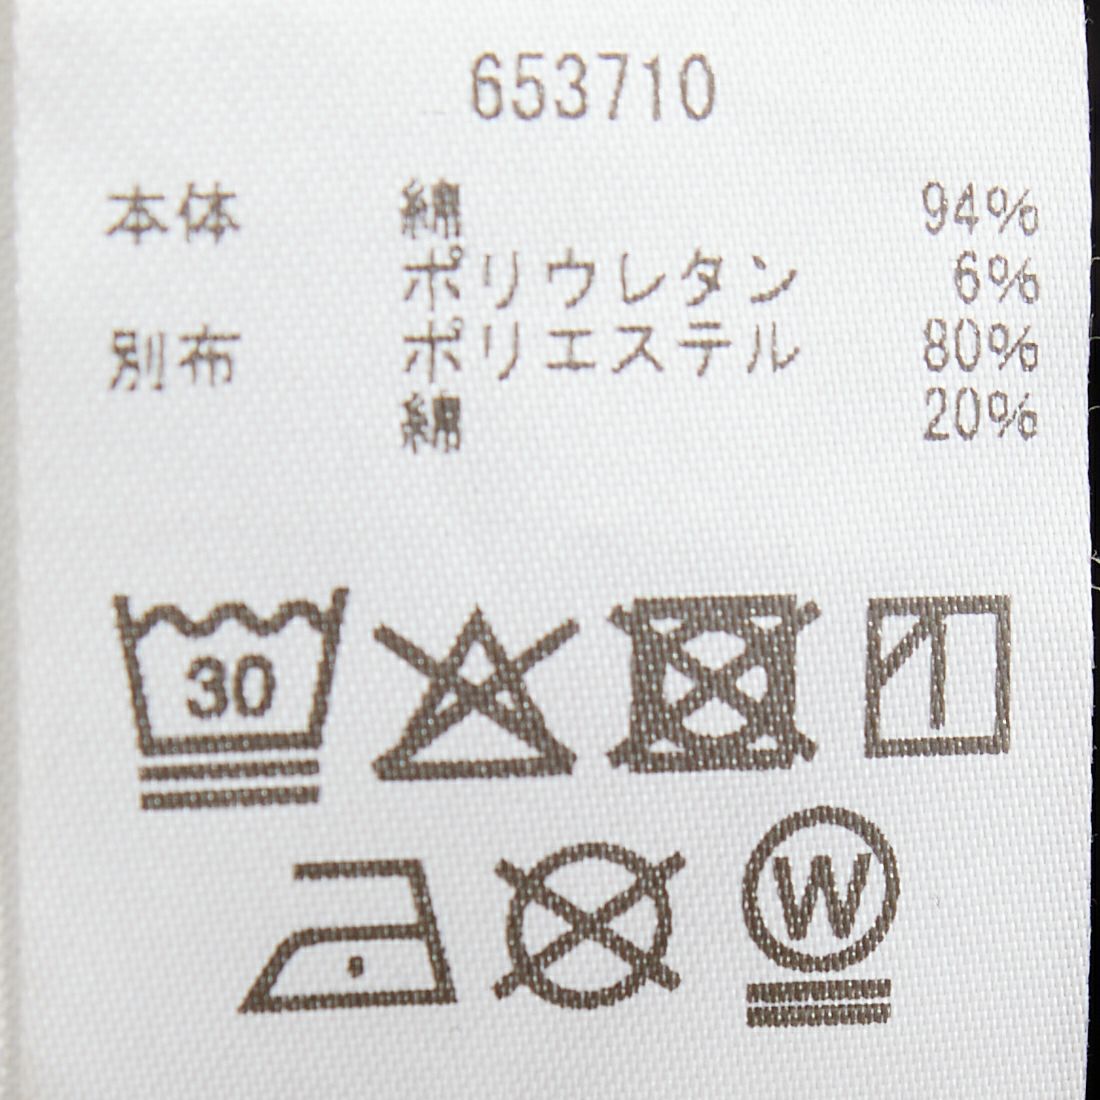 653710
本体 綿 94%
ポリウレタン 6%
別布 ポリエステル 80%
綿 20%
30
W